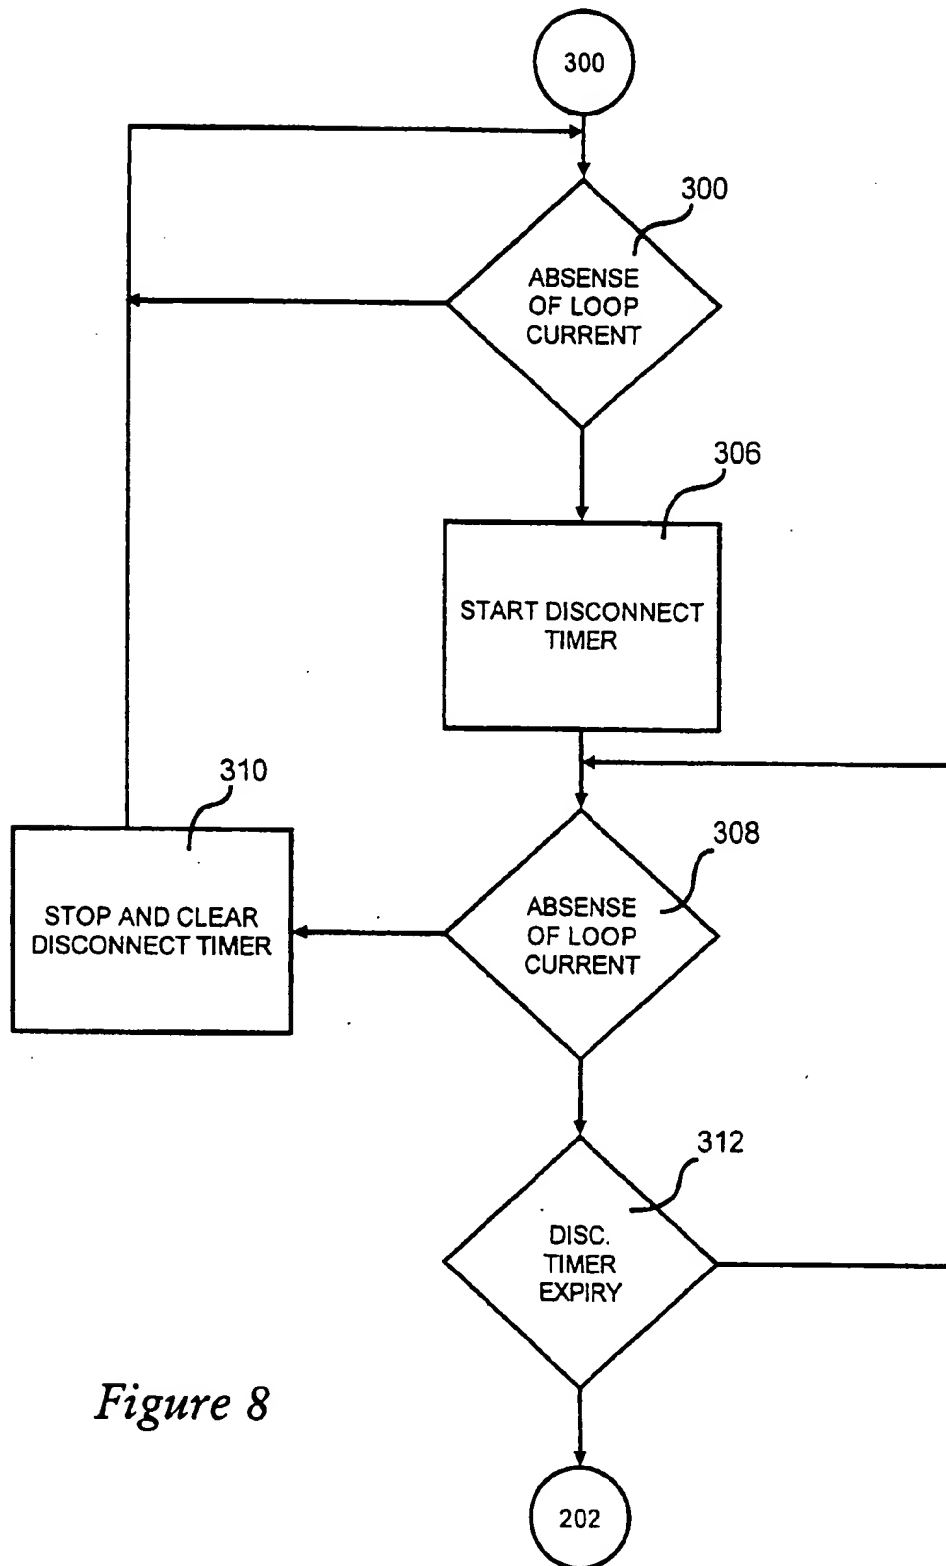 300
300
ABSENSE
OF LOOP
CURRENT
306
START DISCONNECT
TIMER
310
STOP AND CLEAR
DISCONNECT TIMER
308
ABSENSE
OF LOOP
CURRENT
312
DISC.
TIMER
EXPIRY
Figure 8
202